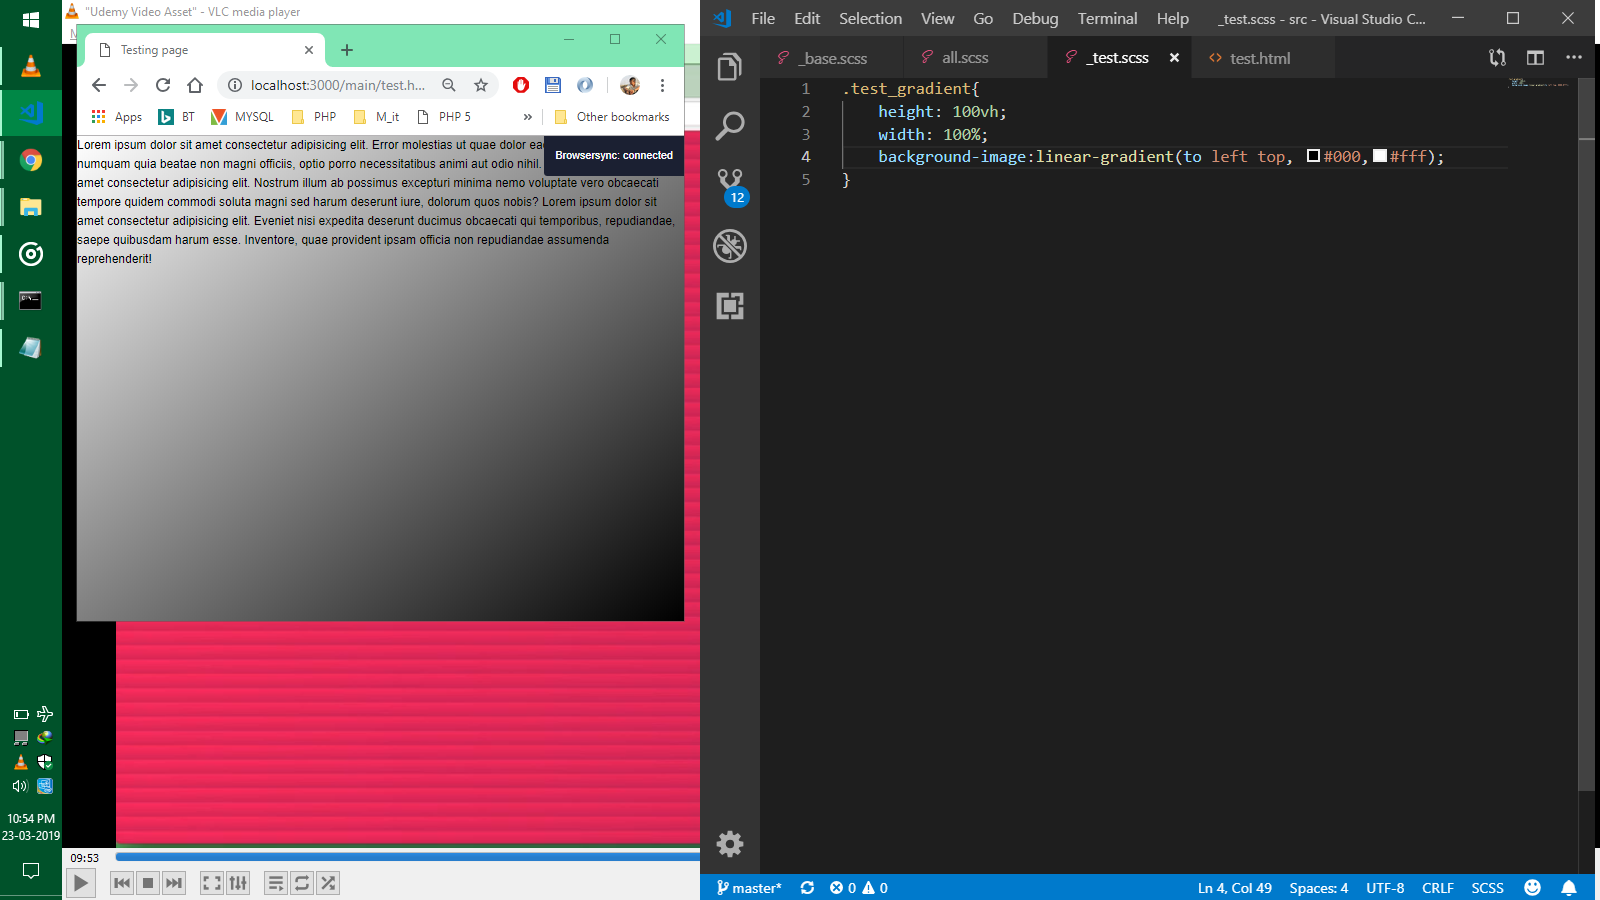 "Udemy Video Asset" - VLC media player
Testing page
localhost:3000/main/test.h...
Apps
BT
MYSQL
PHP
M_it
PHP 5
»
Other bookmarks
Lorem ipsum dolor sit amet consectetur adipisicing elit. Error molestias ut quae dolor eac
numquam quia beatae non magni officiis, optio porro necessitatibus animi aut odio nihil.
amet consectetur adipisicing elit. Nostrum illum ab possimus excepturi minima nemo voluptate vero obcaecati
tempore quidem commodi soluta magni sed harum deserunt iure, dolorum quos nobis? Lorem ipsum dolor sit
amet consectetur adipisicing elit. Eveniet nisi expedita deserunt ducimus obcaecati qui temporibus, repudiandae,
saepe quibusdam harum esse. Inventore, quae provident ipsam officia non repudiandae assumenda
reprehenderit!
Browsersync: connected
10:54 PM
23-03-2019
09:53
File Edit Selection View Go Debug Terminal Help
_test.scss - src - Visual Studio C...
_base.scss
all.scss
_test.scss
test.html
12
1 .test_gradient{
2 height: 100vh;
3 width: 100%;
4 background-image:linear-gradient(to left top, #000,#fff);
5 }
master*
0
0
Ln 4, Col 49
Spaces: 4
UTF-8
CRLF
SCSS